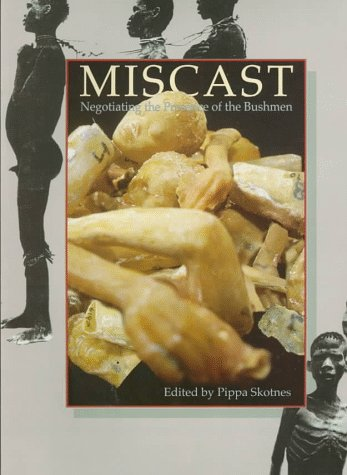 MISCAST
Negotiating the Presence of the Bushmen
Edited by Pippa Skotnes